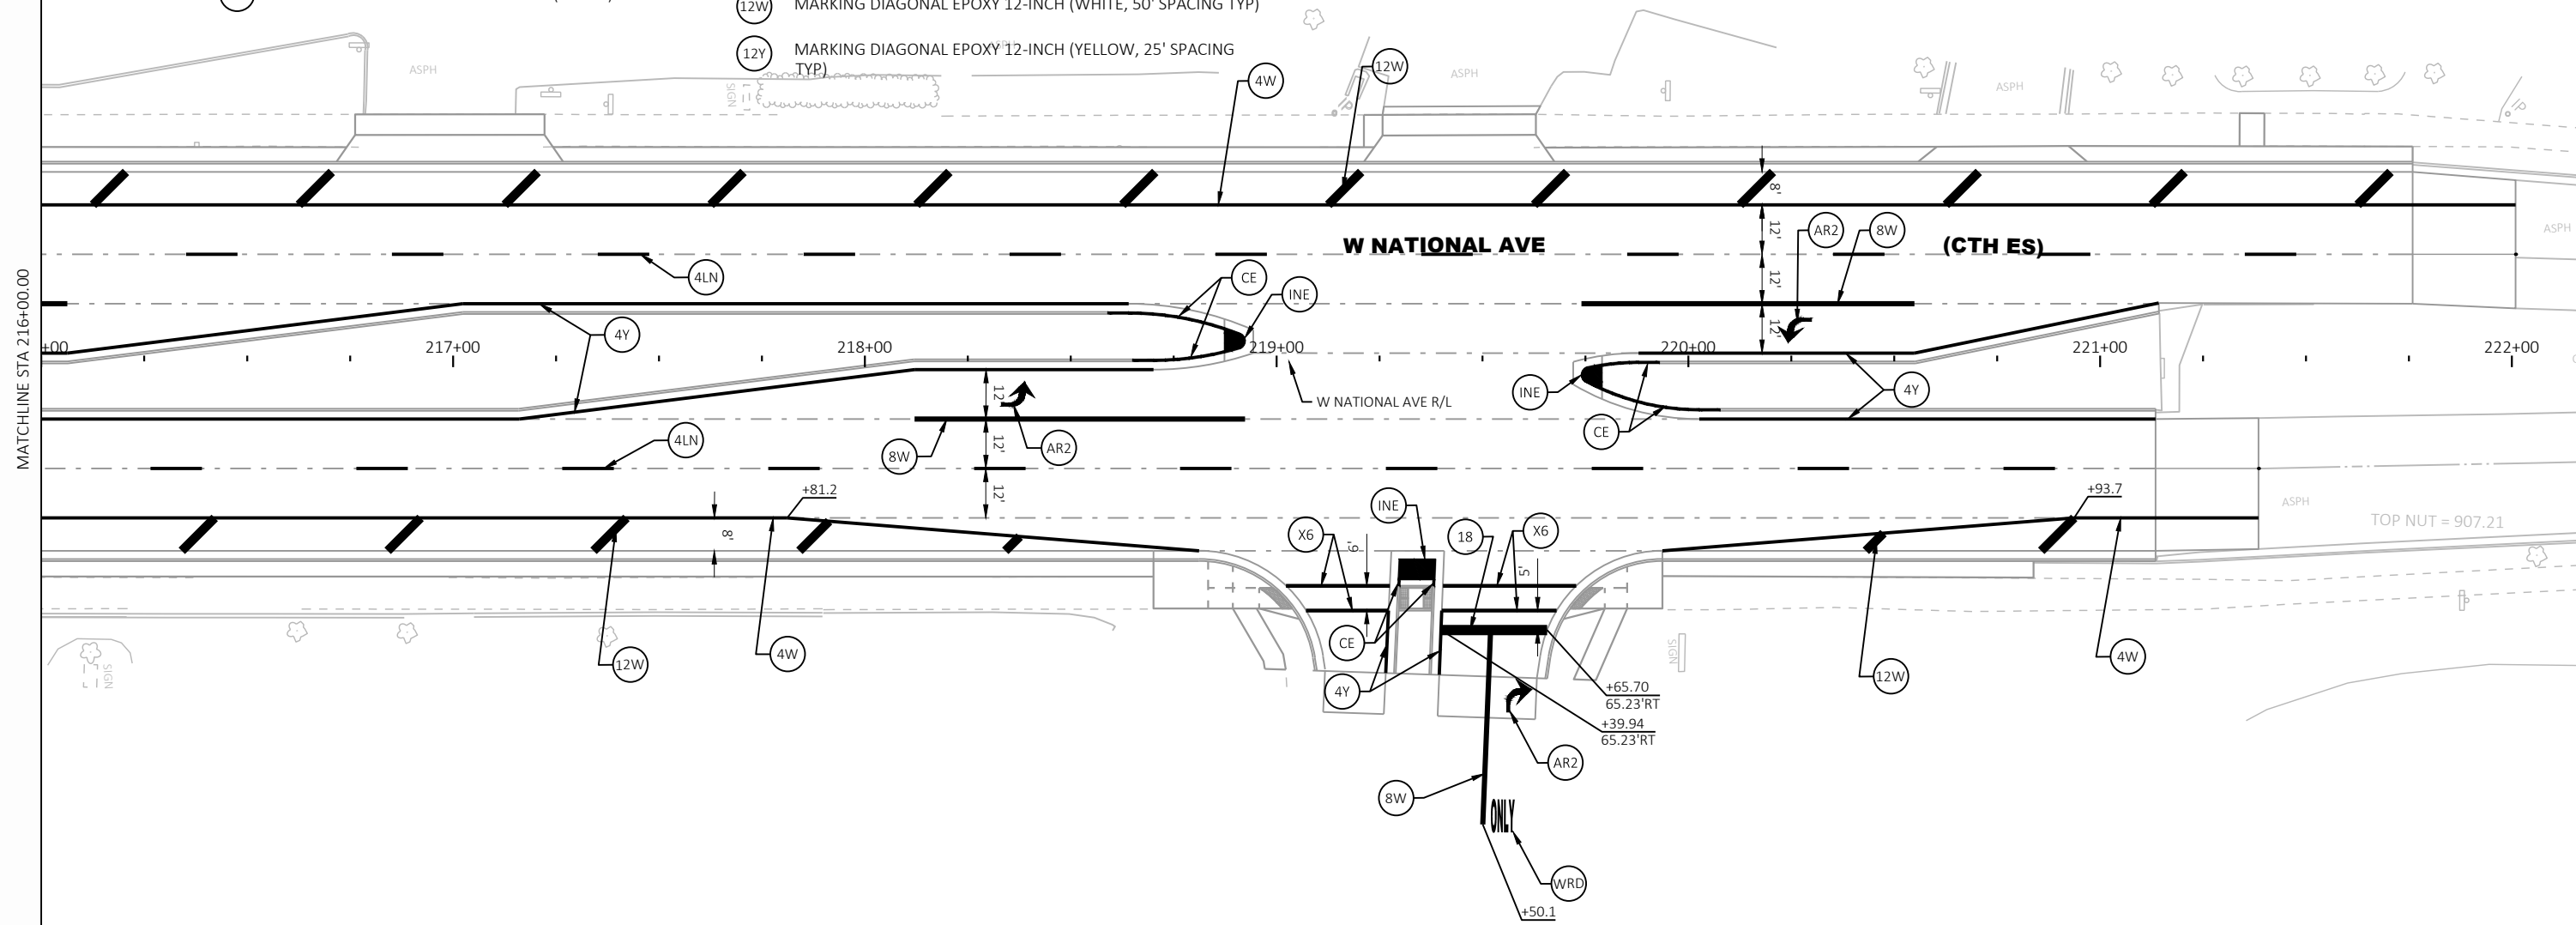 12W MARKING DIAGONAL EPOXY 12-INCH (WHITE, 50' SPACING TYP)
12Y MARKING DIAGONAL EPOXY 12-INCH (YELLOW, 25' SPACING
TYP)
ASPH
ASPH
ASPH
ASPH
SIGN
4W
12W
8'
W NATIONAL AVE (CTH ES)
12'
AR2
8W
4LN
CE
INE
12'
MATCHLINE STA 216+00.00
4Y
12'
+00
217+00
218+00
219+00
220+00
221+00
222+00
W NATIONAL AVE R/L
INE
4Y
12'
AR2
CE
4LN
8W
12'
12'
+81.2
+93.7
ASPH
TOP NUT = 907.21
8'
INE
X6
18
X6
6'
5'
SIGN
12W
4W
CE
4Y
SIGN
12W
4W
+65.70
65.23'RT
+39.94
65.23'RT
AR2
8W
ONLY
WRD
+50.1